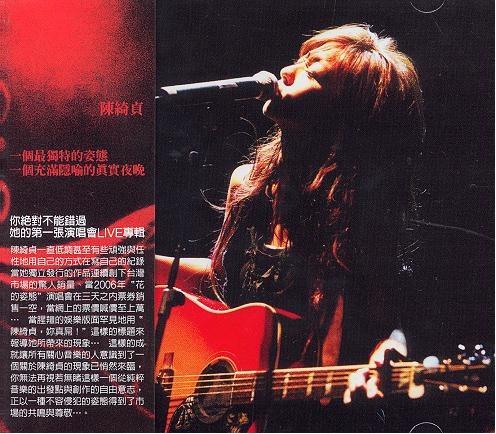 陳綺貞
一個最獨特的姿態
一個充滿隱喻的真實夜晚
你絕對不能錯過
她的第一張演唱會LIVE專輯
陳綺貞一直低調甚至有些頑強與任
性地用自己的方式在寫自己的紀錄
當她獨立發行的作品連續創下台灣
市場的驚人銷量、當2006年“花
的姿態”演唱會在三天之內票券銷
售一空，當網上的票價喊價至上萬
… 當腥羶的娛樂版面罕見地用“
陳綺貞，妳真屌！”這樣的標題來
報導她所帶來的現象… 這樣的成
就讓所有關心音樂的人意識到了一
個關於陳綺貞的現象已悄然來臨，
你無法再視若無睹這樣一個從純粹
音樂的出發點與創作的自由意志，
正以一種不容侵犯的姿態得到了市
場的共鳴與尊敬…。